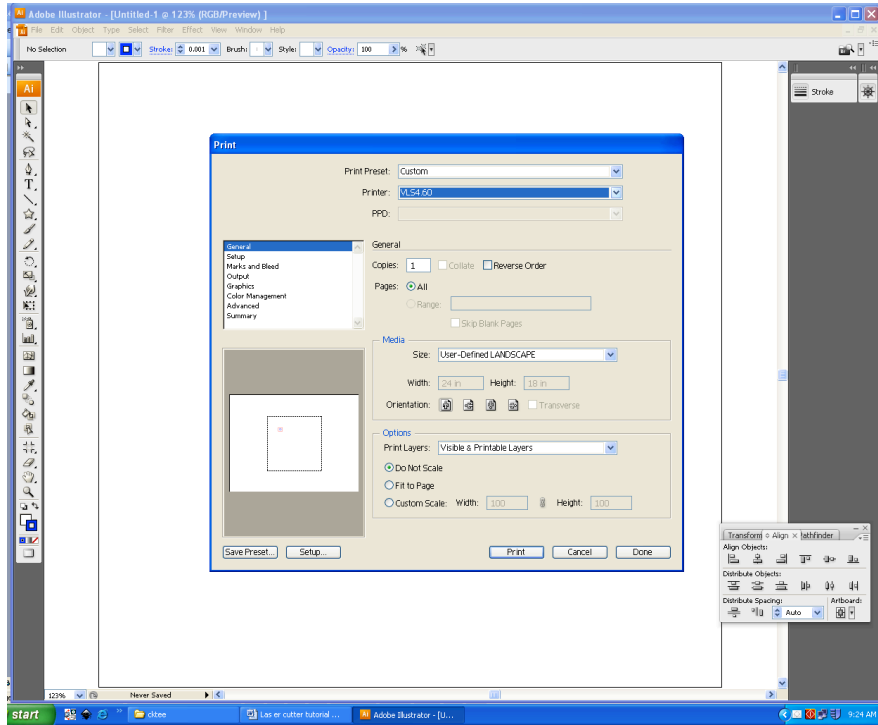 Adobe Illustrator - [Untitled-1 @ 123% (RGB/Preview) ]
File Edit Object Type Select Filter Effect View Window Help
No Selection Stroke: 0.001 Brush: Style: Opacity: 100 %
Ai
Stroke
Print
Print Preset: Custom
Printer: VLS4.60
PPD:
General
Setup
Marks and Bleed
Output
Graphics
Color Management
Advanced
Summary
General
Copies: 1 Collate Reverse Order
Pages: All
Range:
Skip Blank Pages
Media
Size: User-Defined LANDSCAPE
Width: 24 in Height: 18 in
Orientation: Transverse
Options
Print Layers: Visible & Printable Layers
Do Not Scale
Fit to Page
Custom Scale: Width: 100 Height: 100
Save Preset... Setup... Print Cancel Done
Transform Align × Pathfinder
Align Objects:
Distribute Objects:
Distribute Spacing: Artboard:
Auto
123% Never Saved
start cktee Las er cutter tutorial ... Adobe Illustrator - [U... 9:24 AM